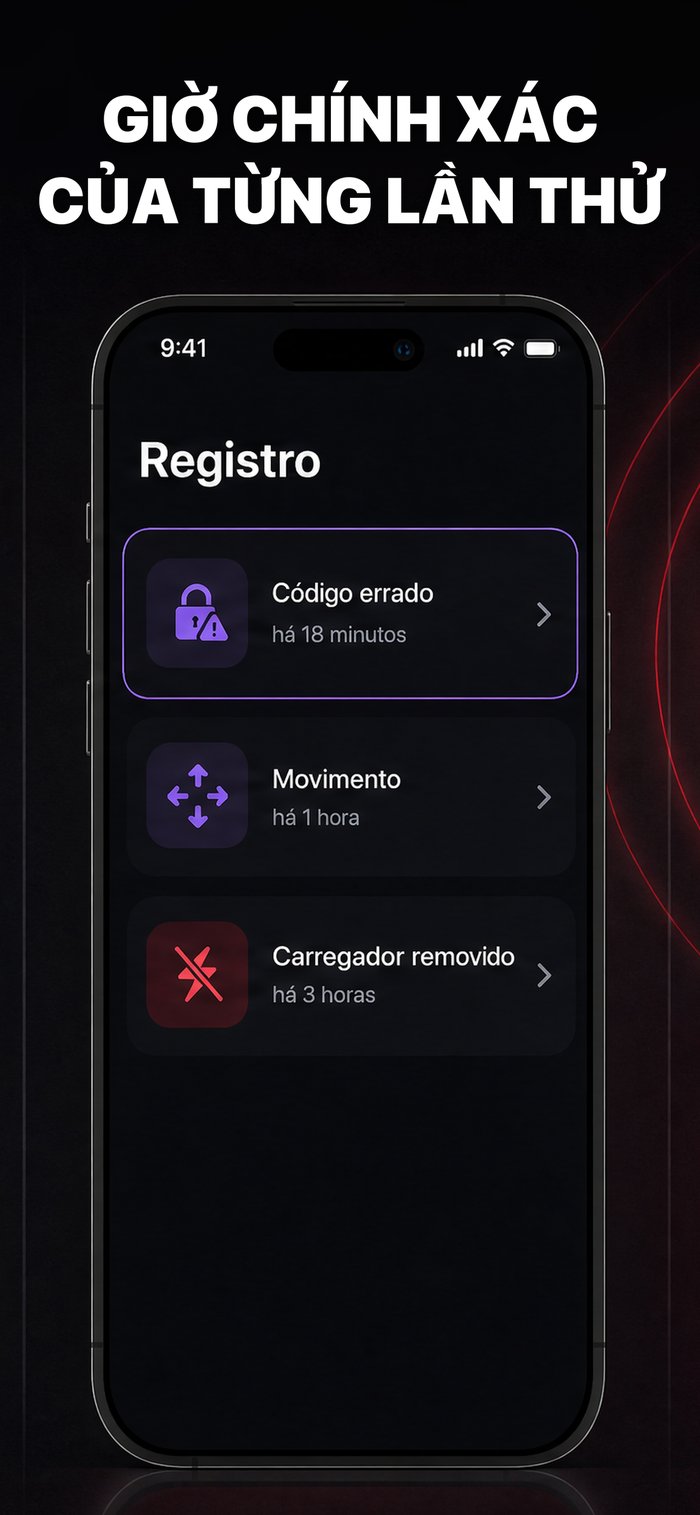 GIỜ CHÍNH XÁC
CỦA TỪNG LẦN THỬ
9:41
Registro
Código errado
há 18 minutos
Movimento
há 1 hora
Carregador removido
há 3 horas